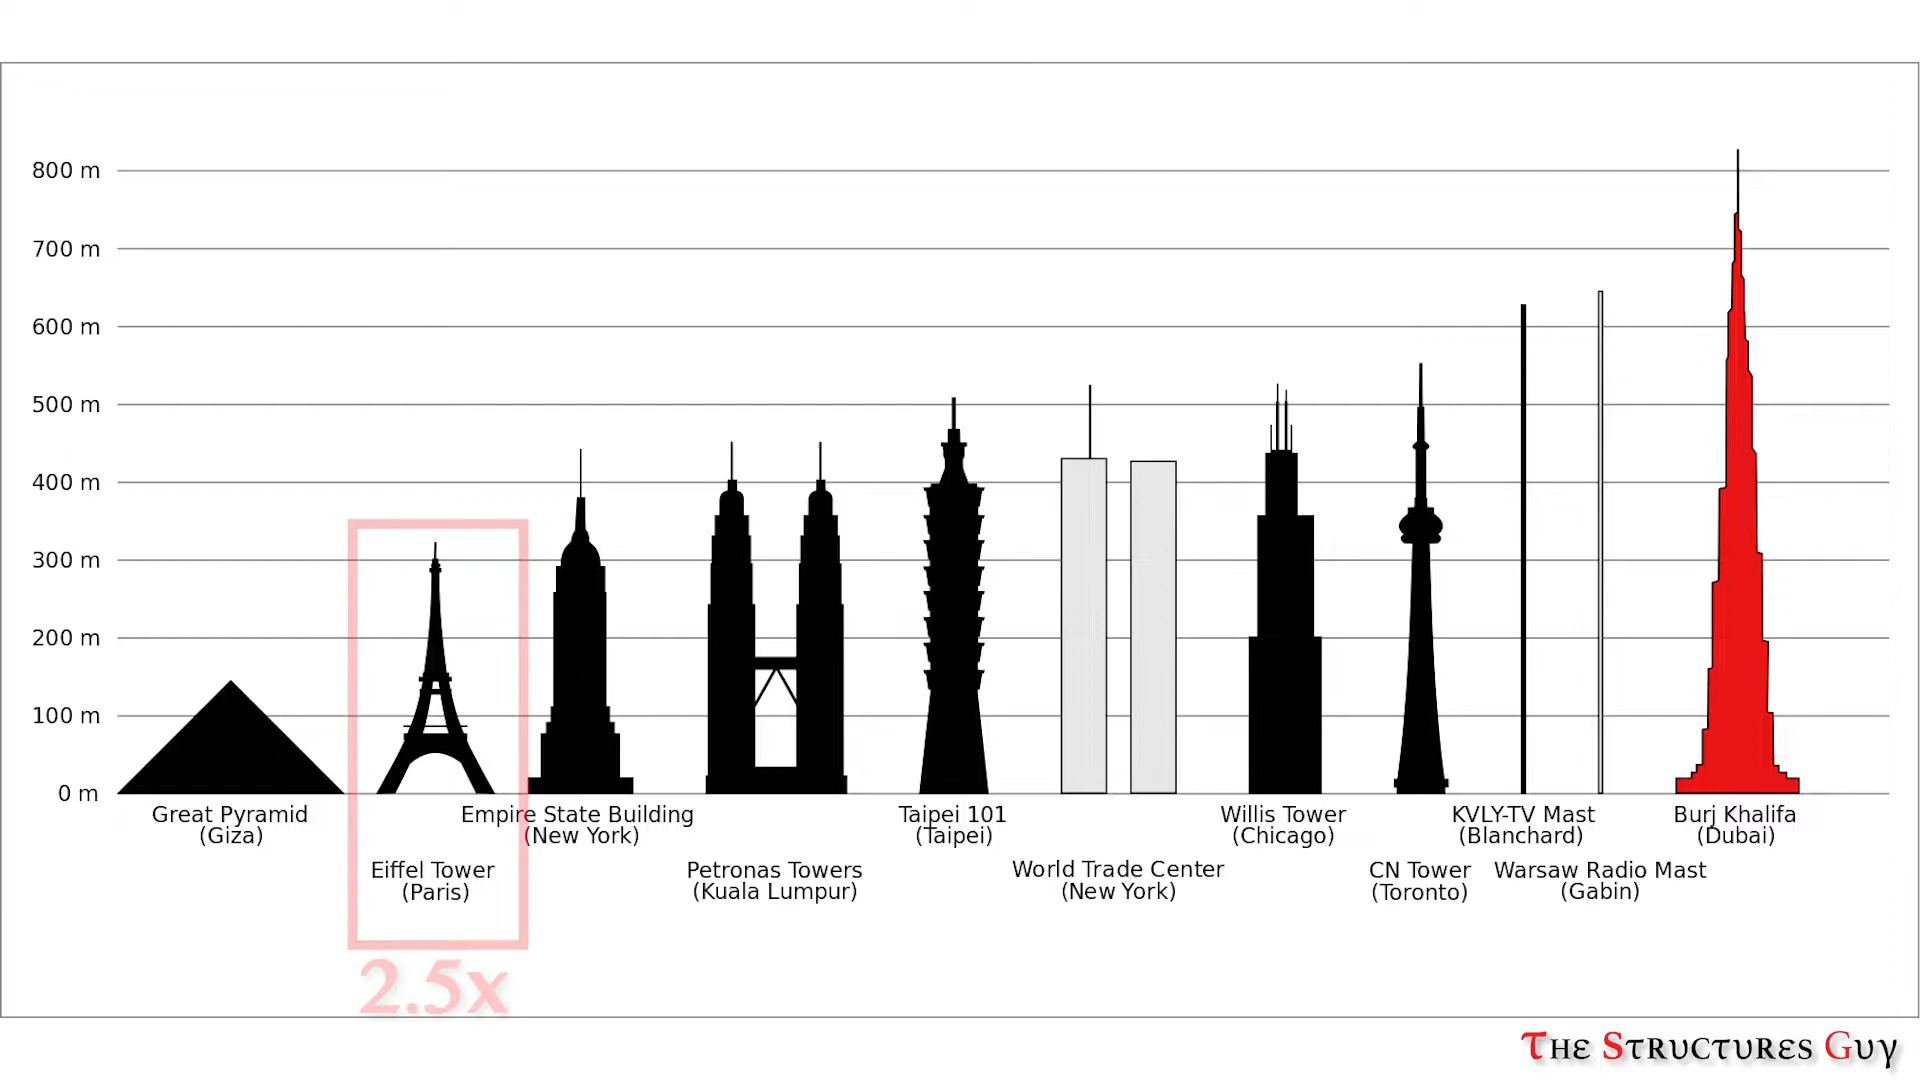 800 m
700 m
600 m
500 m
400 m
300 m
200 m
100 m
0 m
Great Pyramid
(Giza)
Eiffel Tower
(Paris)
Empire State Building
(New York)
Petronas Towers
(Kuala Lumpur)
Taipei 101
(Taipei)
World Trade Center
(New York)
Willis Tower
(Chicago)
CN Tower
(Toronto)
KVLY-TV Mast
(Blanchard)
Warsaw Radio Mast
(Gabin)
Burj Khalifa
(Dubai)
2.5x
The Structures Guy